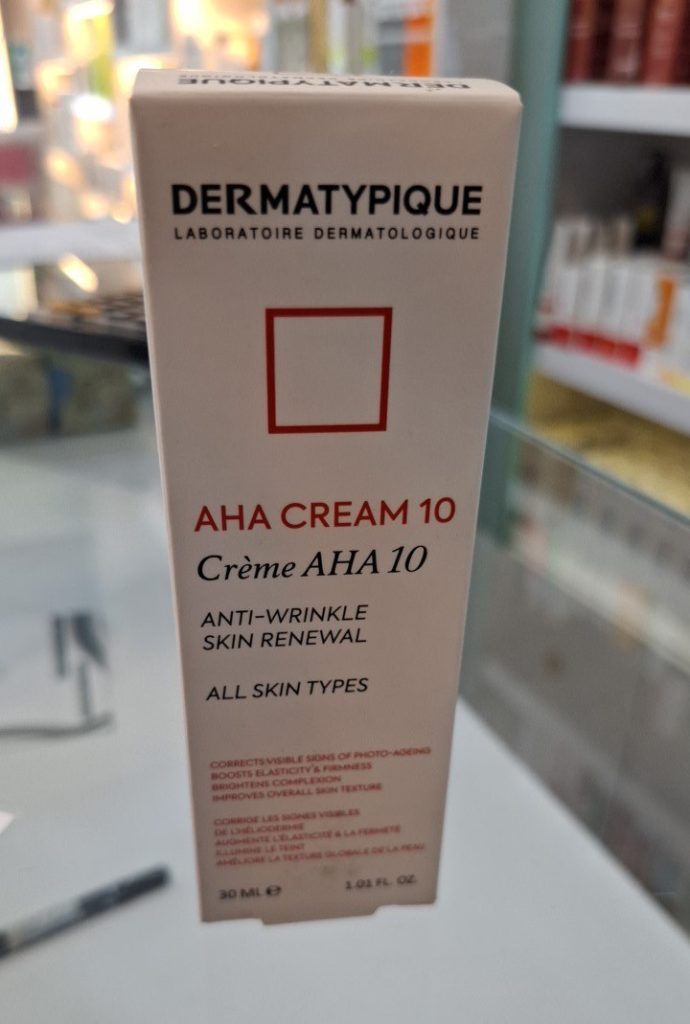 DERMATYPIQUE
DERMATYPIQUE
LABORATOIRE DERMATOLOGIQUE
AHA CREAM 10
Crème AHA 10
ANTI-WRINKLE
SKIN RENEWAL
ALL SKIN TYPES
CORRECTS VISIBLE SIGNS OF PHOTO-AGEING
BOOSTS ELASTICITY & FIRMNESS
BRIGHTENS COMPLEXION
IMPROVES OVERALL SKIN TEXTURE
CORRIGE LES SIGNES VISIBLES
DE L'HÉLIODERMIE
AUGMENTE L'ÉLASTICITÉ & LA FERMETÉ
ILLUMINE LE TEINT
AMÉLIORE LA TEXTURE GLOBALE DE LA PEAU
30 ML ℮ 1.01 FL. OZ.